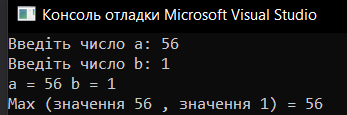 Консоль отладки Microsoft Visual Studio
Введіть число a: 56
Введіть число b: 1
a = 56 b = 1
Max (значення 56 , значення 1) = 56